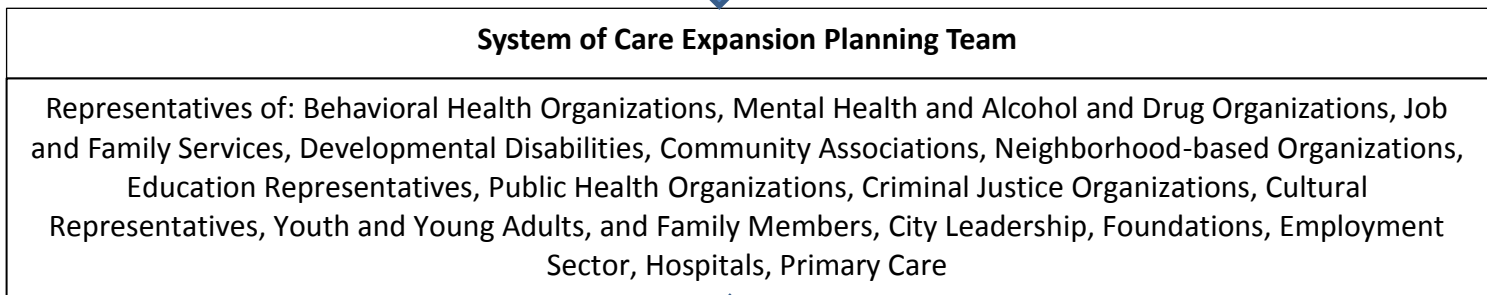 System of Care Expansion Planning Team
Representatives of: Behavioral Health Organizations, Mental Health and Alcohol and Drug Organizations, Job
and Family Services, Developmental Disabilities, Community Associations, Neighborhood-based Organizations,
Education Representatives, Public Health Organizations, Criminal Justice Organizations, Cultural
Representatives, Youth and Young Adults, and Family Members, City Leadership, Foundations, Employment
Sector, Hospitals, Primary Care